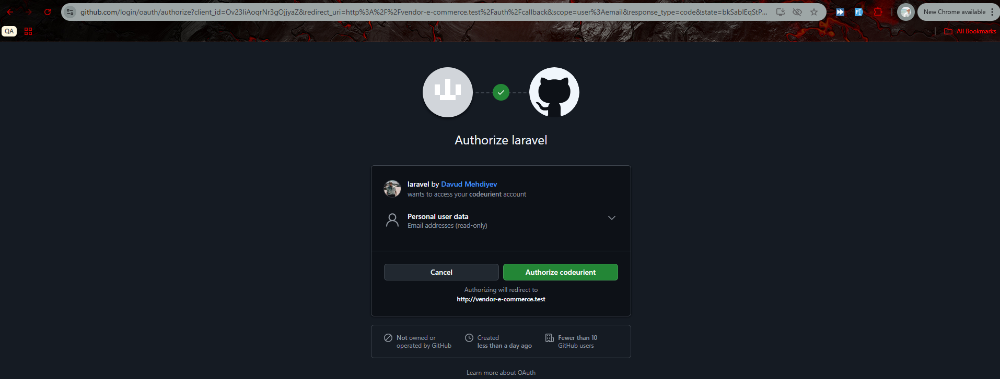 github.com/login/oauth/authorize?client_id=Ov23liAoqrNr3gOjjyaZ&redirect_uri=http%3A%2F%2Fvendor-e-commerce.test%2Fauth%2Fcallback&scope=user%3Aemail&response_type=code&state=bkSablEqStP...
New Chrome available
QA
All Bookmarks
Authorize laravel
laravel by Davud Mehdiyev
wants to access your codeurient account
Personal user data
Email addresses (read-only)
Cancel
Authorize codeurient
Authorizing will redirect to
http://vendor-e-commerce.test
Not owned or
operated by GitHub
Created
less than a day ago
Fewer than 10
GitHub users
Learn more about OAuth